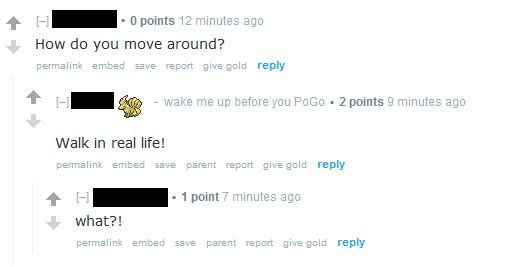 [-] • 0 points 12 minutes ago
How do you move around?
permalink embed save report give gold reply
[-] - wake me up before you PoGo • 2 points 9 minutes ago
Walk in real life!
permalink embed save parent report give gold reply
[-] • 1 point 7 minutes ago
what?!
permalink embed save parent report give gold reply